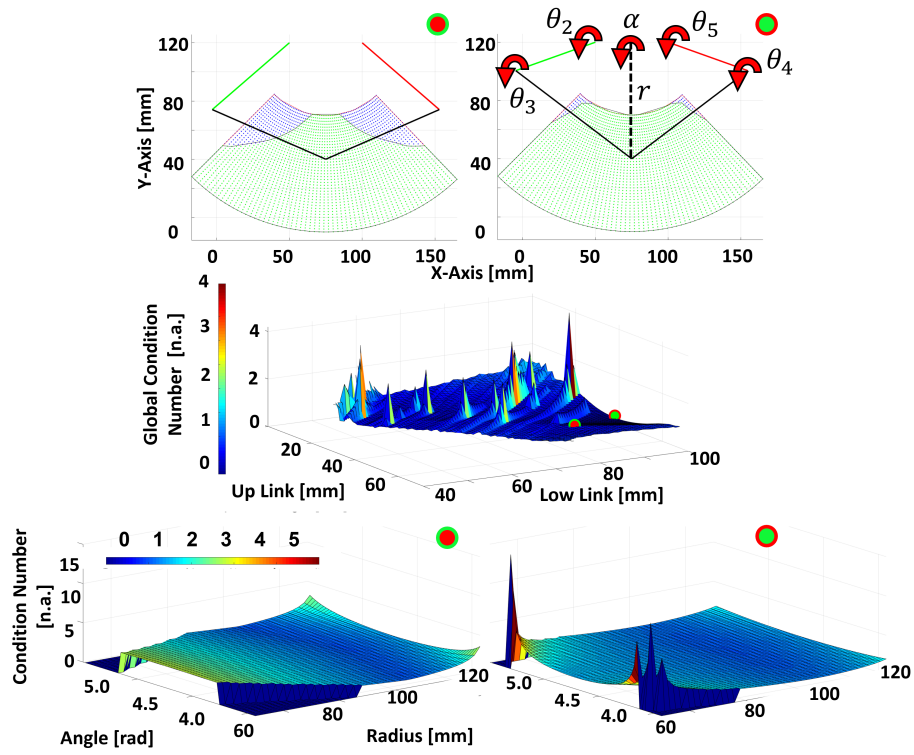 θ2 α θ5
120 120
θ3 θ4
r
80 80
40 40
0 0
Y-Axis [mm]
0 50 100 150 0 50 100 150
X-Axis [mm]
4
3
2
1
0
Global Condition
Number [n.a.]
4
2
0
20
40
60
Up Link [mm]
40
60
80
100
Low Link [mm]
0 1 2 3 4 5
Condition Number
[n.a.]
15
10
5
0
5.0 4.5 4.0 60 80 100 120
5.0 4.5 4.0 60 80 100 120
Angle [rad] Radius [mm]